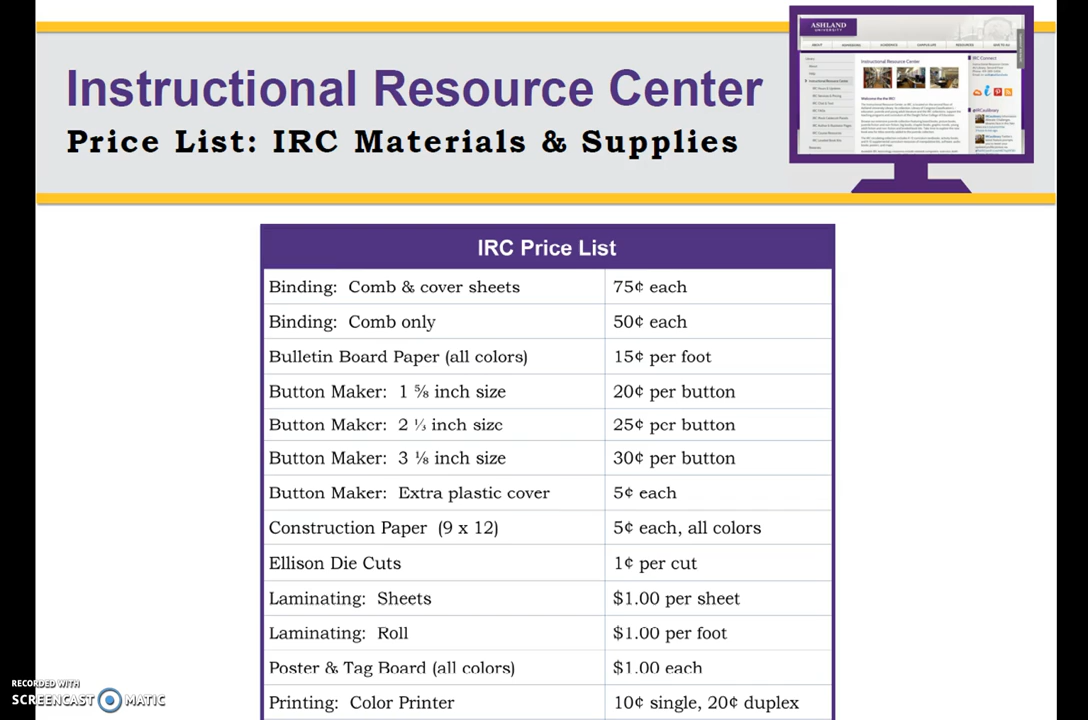 ASHLAND
UNIVERSITY
Instructional Resource Center
Price List: IRC Materials & Supplies
Instructional Resource Center
IRC Price List
Binding: Comb & cover sheets 75¢ each
Binding: Comb only 50¢ each
Bulletin Board Paper (all colors) 15¢ per foot
Button Maker: 1 ⅝ inch size 20¢ per button
Button Maker: 2 ⅓ inch size 25¢ per button
Button Maker: 3 ⅛ inch size 30¢ per button
Button Maker: Extra plastic cover 5¢ each
Construction Paper (9 x 12) 5¢ each, all colors
Ellison Die Cuts 1¢ per cut
Laminating: Sheets $1.00 per sheet
Laminating: Roll $1.00 per foot
Poster & Tag Board (all colors) $1.00 each
Printing: Color Printer 10¢ single, 20¢ duplex
RECORDED WITH
SCREENCAST MATIC